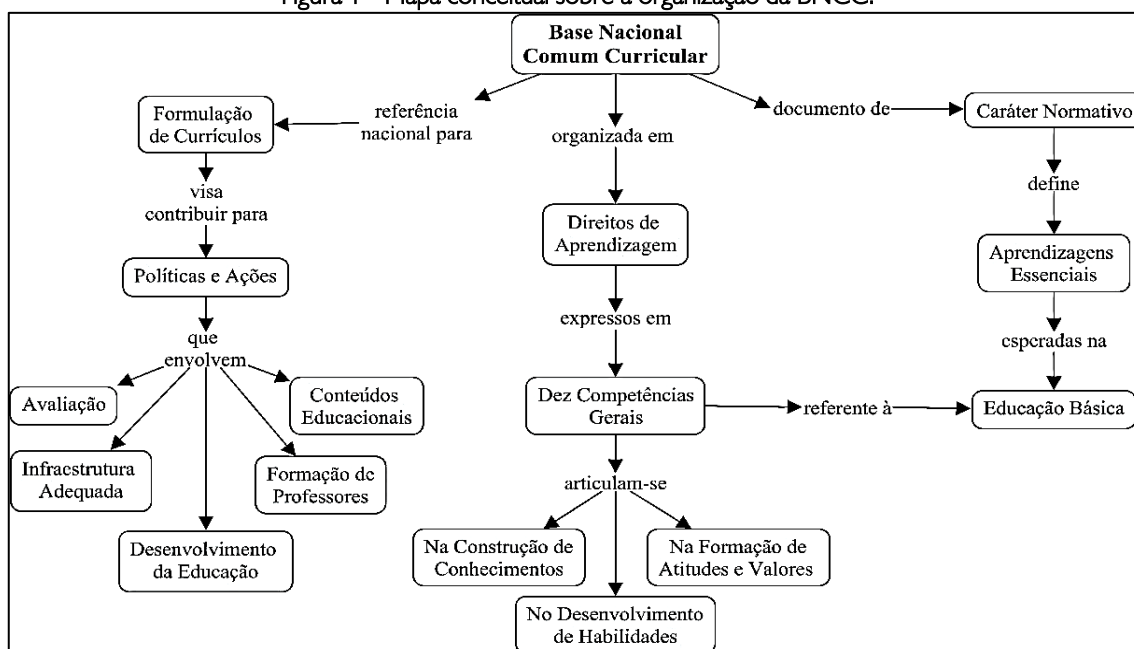 Figura 1 – Mapa conceitual sobre a organização da BNCC.
Base Nacional
Comum Curricular
referência
nacional para
Formulação
de Currículos
visa
contribuir para
Políticas e Ações
que
envolvem
Avaliação
Infraestrutura
Adequada
Desenvolvimento
da Educação
Formação de
Professores
Conteúdos
Educacionais
organizada em
Direitos de
Aprendizagem
expressos em
Dez Competências
Gerais
referente à
articulam-se
Na Construção de
Conhecimentos
No Desenvolvimento
de Habilidades
Na Formação de
Atitudes e Valores
documento de
Caráter Normativo
define
Aprendizagens
Essenciais
esperadas na
Educação Básica